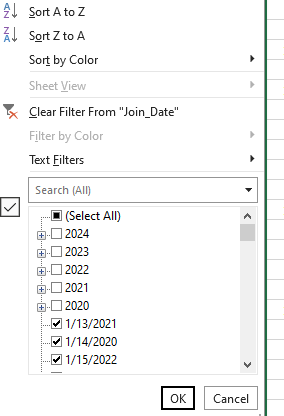 Sort A to Z
Sort Z to A
Sort by Color
Sheet View
Clear Filter From "Join_Date"
Filter by Color
Text Filters
Search (All)
(Select All)
2024
2023
2022
2021
2020
1/13/2021
1/14/2020
1/15/2022
OK
Cancel